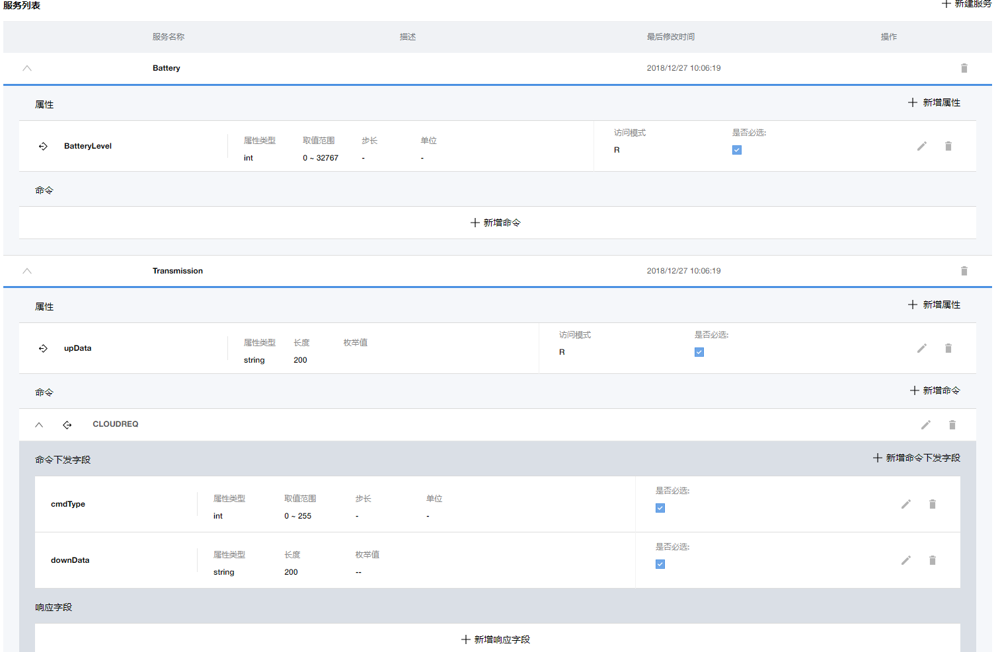 服务列表
新建服务
服务名称 描述 最后修改时间 操作
Battery 2018/12/27 10:06:19
属性
新增属性
BatteryLevel
属性类型 取值范围 步长 单位
int 0 ~ 32767 - -
访问模式 是否必选:
R
命令
新增命令
Transmission 2018/12/27 10:06:19
属性
新增属性
upData
属性类型 长度 枚举值
string 200
访问模式 是否必选:
R
命令
新增命令
CLOUDREQ
命令下发字段
新增命令下发字段
cmdType
属性类型 取值范围 步长 单位
int 0 ~ 255 - -
是否必选:
downData
属性类型 长度 枚举值
string 200 --
是否必选:
响应字段
新增响应字段